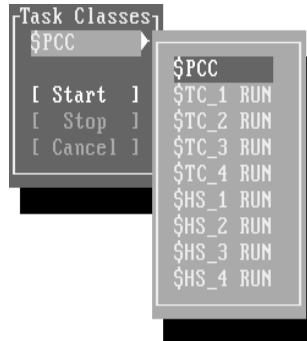 Task Classes
$PCC
[ Start ]
[ Stop ]
[ Cancel ]
$PCC
$TC_1 RUN
$TC_2 RUN
$TC_3 RUN
$TC_4 RUN
$HS_1 RUN
$HS_2 RUN
$HS_3 RUN
$HS_4 RUN